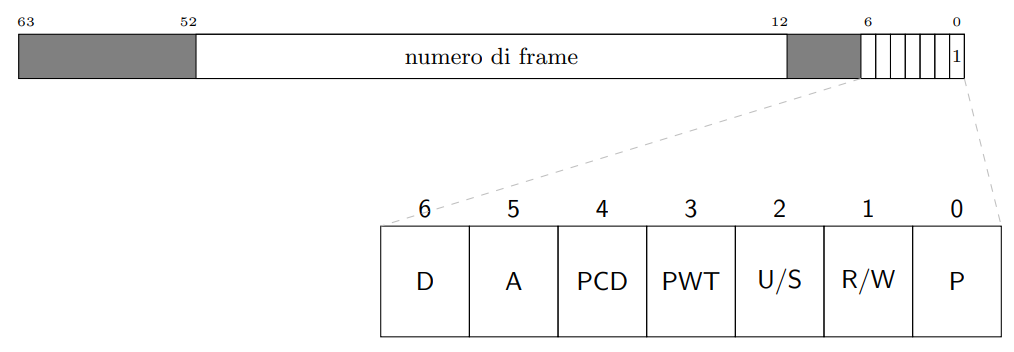 63 52 12 6 0
numero di frame 1
6 5 4 3 2 1 0
D A PCD PWT U/S R/W P